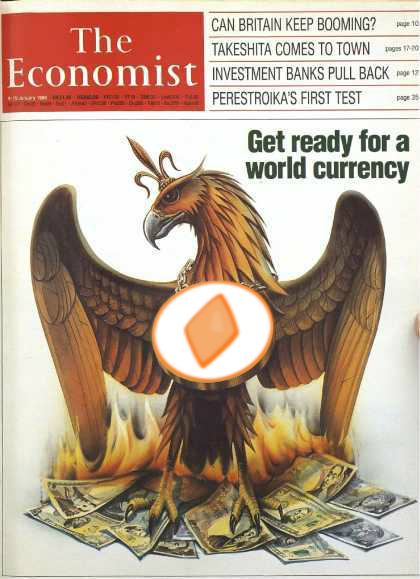 The
Economist
CAN BRITAIN KEEP BOOMING? page 10
TAKESHITA COMES TO TOWN pages 17-20
INVESTMENT BANKS PULL BACK page 12
PERESTROIKA'S FIRST TEST page 35
Get ready for a
world currency